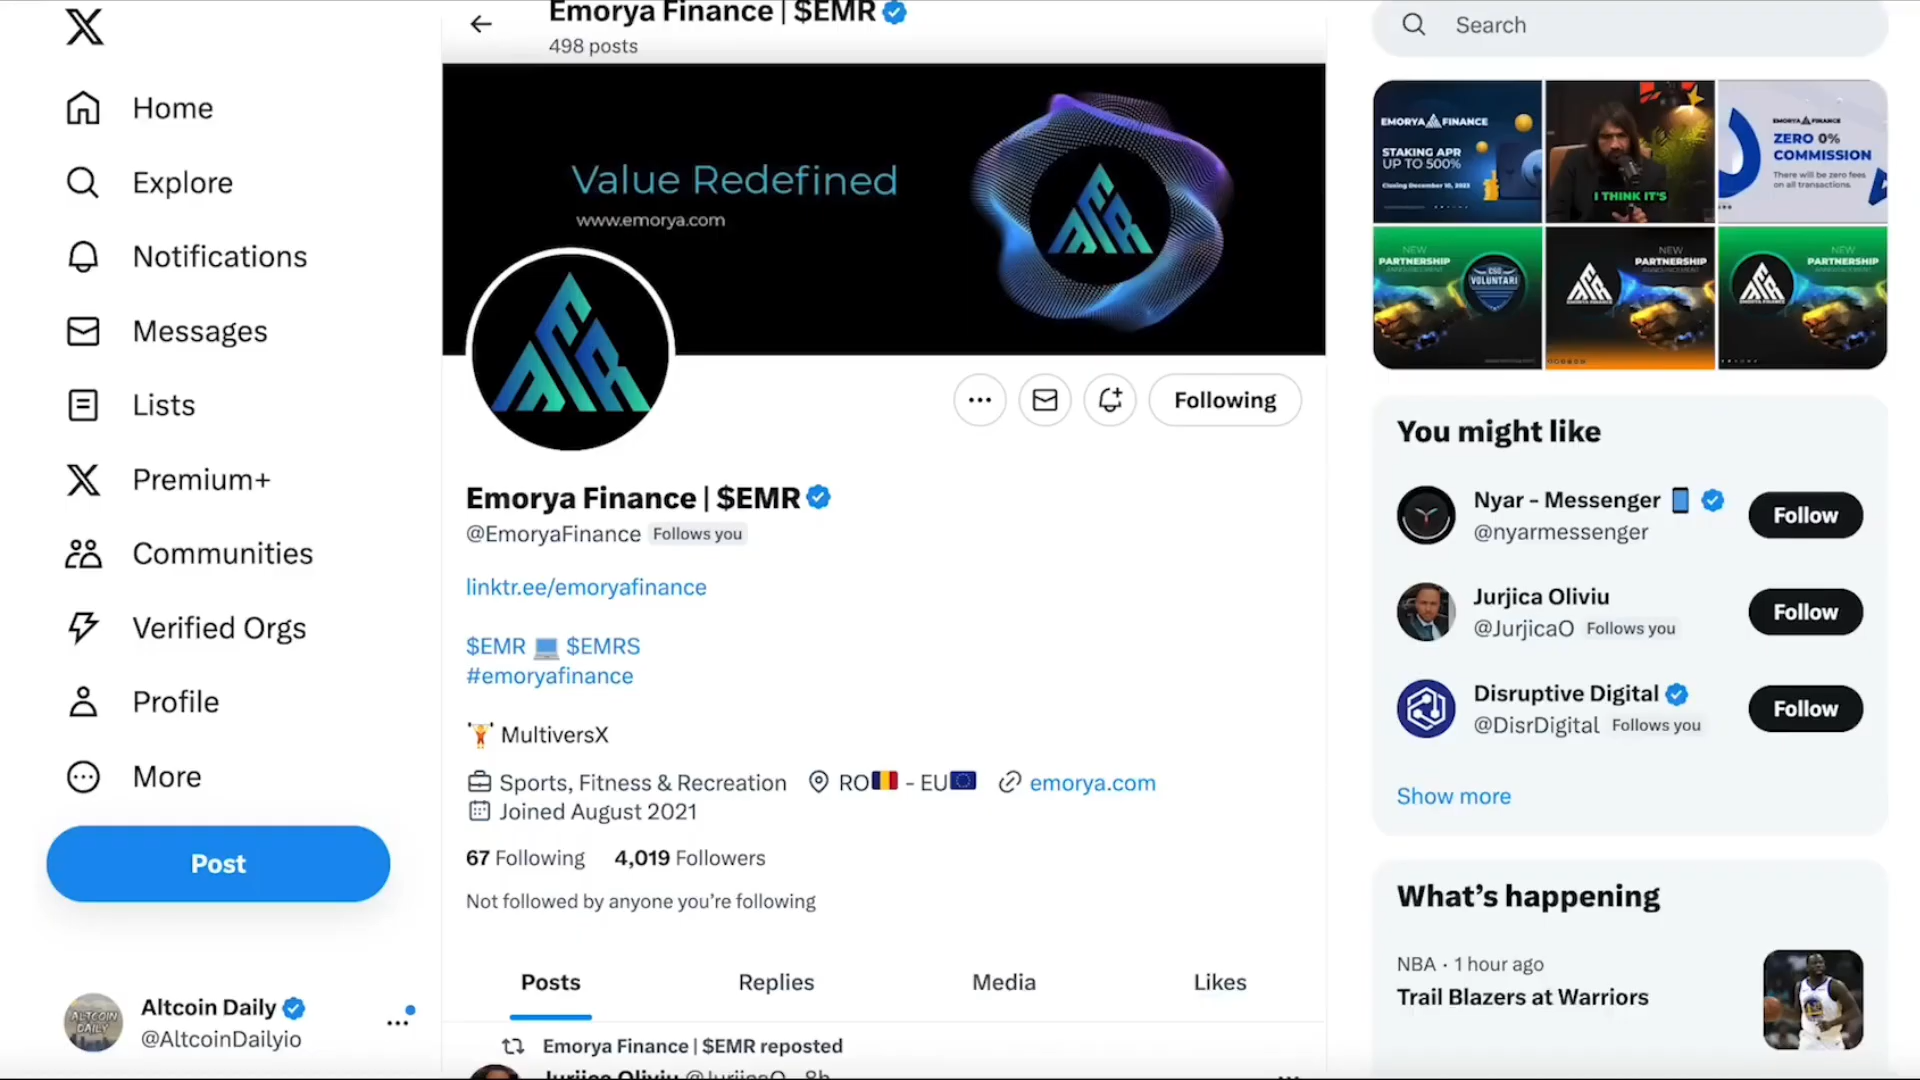 Home
Explore
Notifications
Messages
Lists
Premium+
Communities
Verified Orgs
Profile
More
Post
Altcoin Daily
@AltcoinDailyio
Emorya Finance | $EMR
498 posts
Value Redefined
www.emorya.com
Following
Emorya Finance | $EMR
@EmoryaFinance Follows you
linktr.ee/emoryafinance
$EMR 💻 $EMRS
#emoryafinance
🏋 MultiversX
Sports, Fitness & Recreation RO🇷🇴 - EU🇪🇺 emorya.com
Joined August 2021
67 Following 4,019 Followers
Not followed by anyone you’re following
Posts Replies Media Likes
Emorya Finance | $EMR reposted
Jurjica Oliviu @JurjicaO · 8h
Search
EMORYA FINANCE
STAKING APR
UP TO 500%
Closing December 10, 2023
I THINK IT'S
EMORYA FINANCE
ZERO 0%
COMMISSION
There will be zero fees
on all transactions.
NEW
PARTNERSHIP
ANNOUNCEMENT
CSO
VOLUNTARI
NEW
PARTNERSHIP
ANNOUNCEMENT
EMORYA FINANCE
NEW
PARTNERSHIP
ANNOUNCEMENT
EMORYA FINANCE
You might like
Nyar - Messenger 📱
@nyarmessenger
Follow
Jurjica Oliviu
@JurjicaO Follows you
Follow
Disruptive Digital
@DisrDigital Follows you
Follow
Show more
What’s happening
NBA · 1 hour ago
Trail Blazers at Warriors